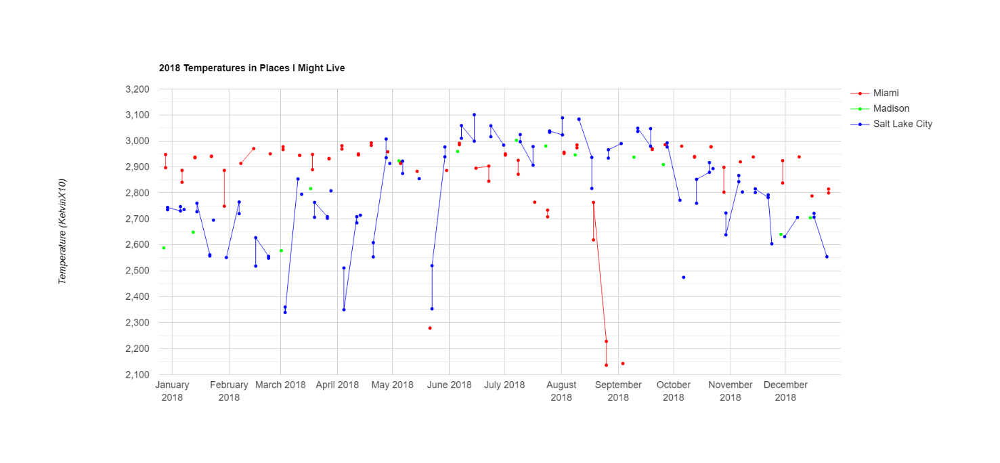 2018 Temperatures in Places I Might Live
3,200
3,100
3,000
2,900
2,800
2,700
2,600
2,500
2,400
2,300
2,200
2,100
Temperature (KelvinX10)
January
2018
February
2018
March 2018
April 2018
May 2018
June 2018
July 2018
August
2018
September
2018
October
2018
November
2018
December
2018
Miami
Madison
Salt Lake City